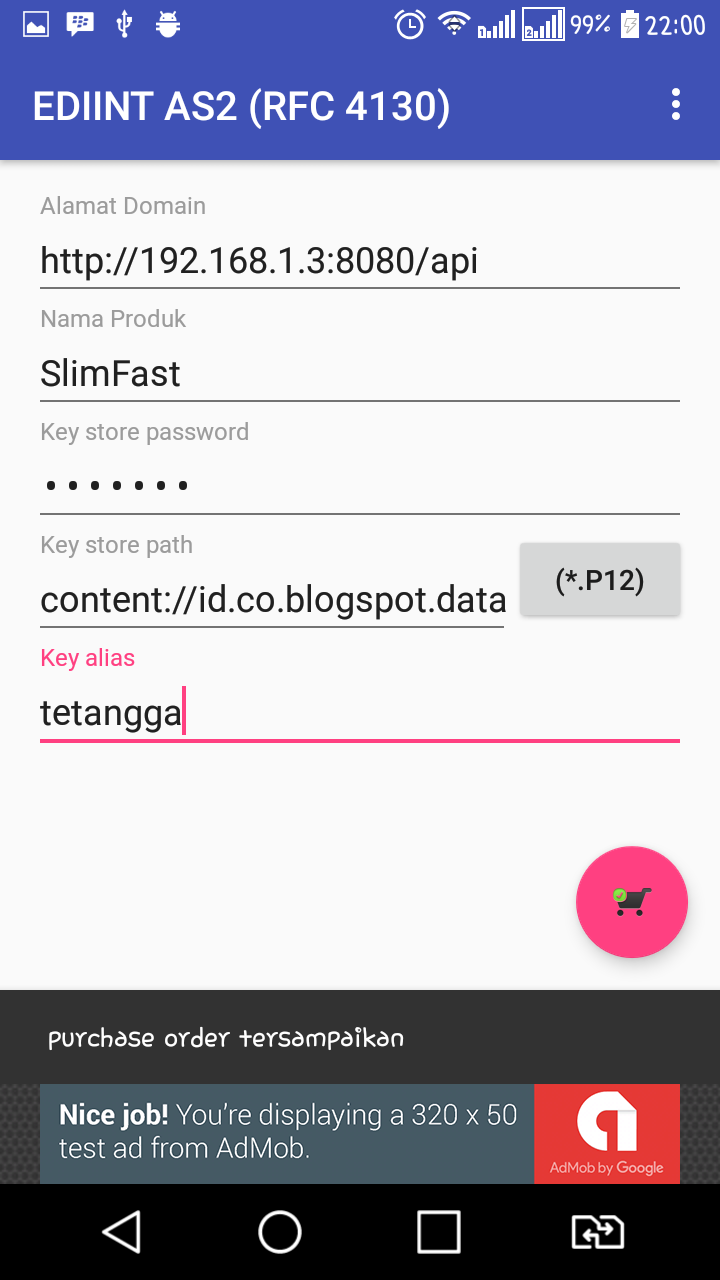 99% 22:00
EDIINT AS2 (RFC 4130)
Alamat Domain
http://192.168.1.3:8080/api
Nama Produk
SlimFast
Key store password
•••••••
Key store path
content://id.co.blogspot.data
(*.P12)
Key alias
tetangga
purchase order tersampaikan
Nice job! You're displaying a 320 x 50
test ad from AdMob.
AdMob by Google